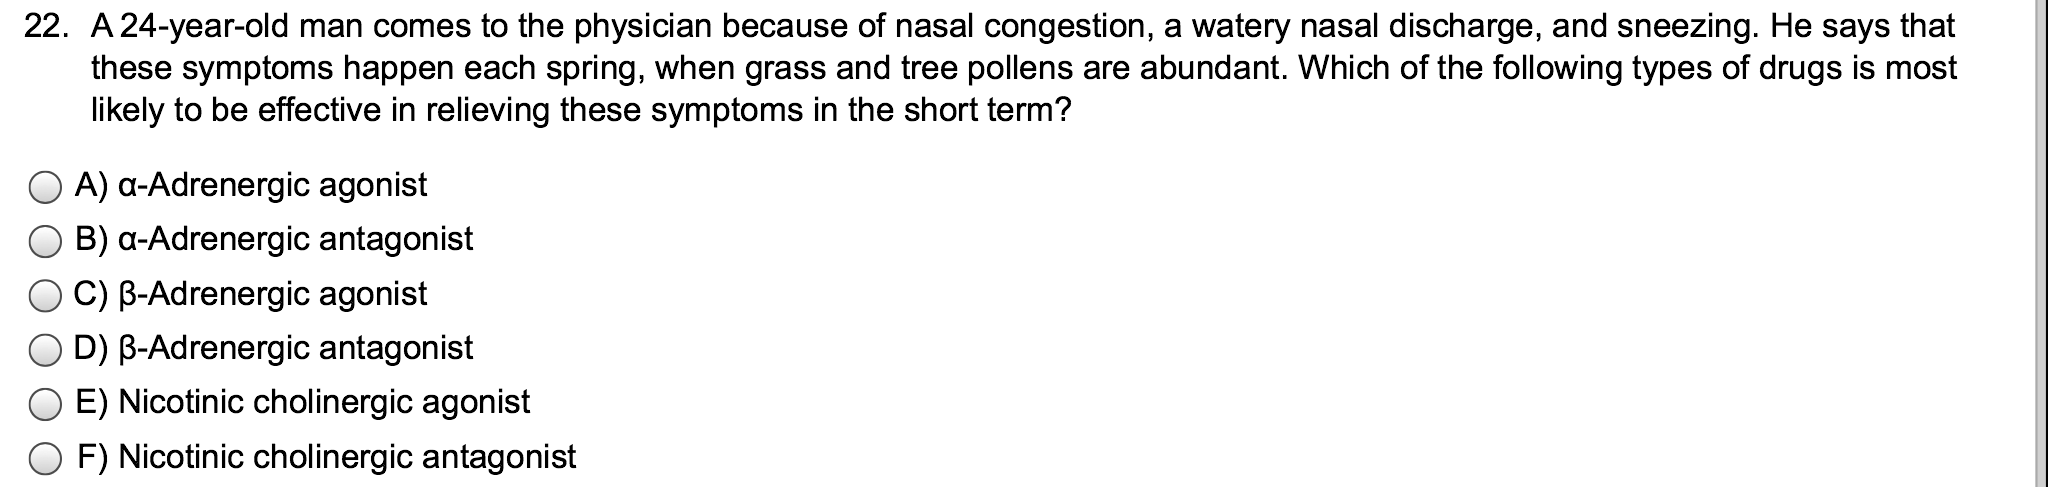 22. A 24-year-old man comes to the physician because of nasal congestion, a watery nasal discharge, and sneezing. He says that
these symptoms happen each spring, when grass and tree pollens are abundant. Which of the following types of drugs is most
likely to be effective in relieving these symptoms in the short term?
A) α-Adrenergic agonist
B) α-Adrenergic antagonist
C) β-Adrenergic agonist
D) β-Adrenergic antagonist
E) Nicotinic cholinergic agonist
F) Nicotinic cholinergic antagonist